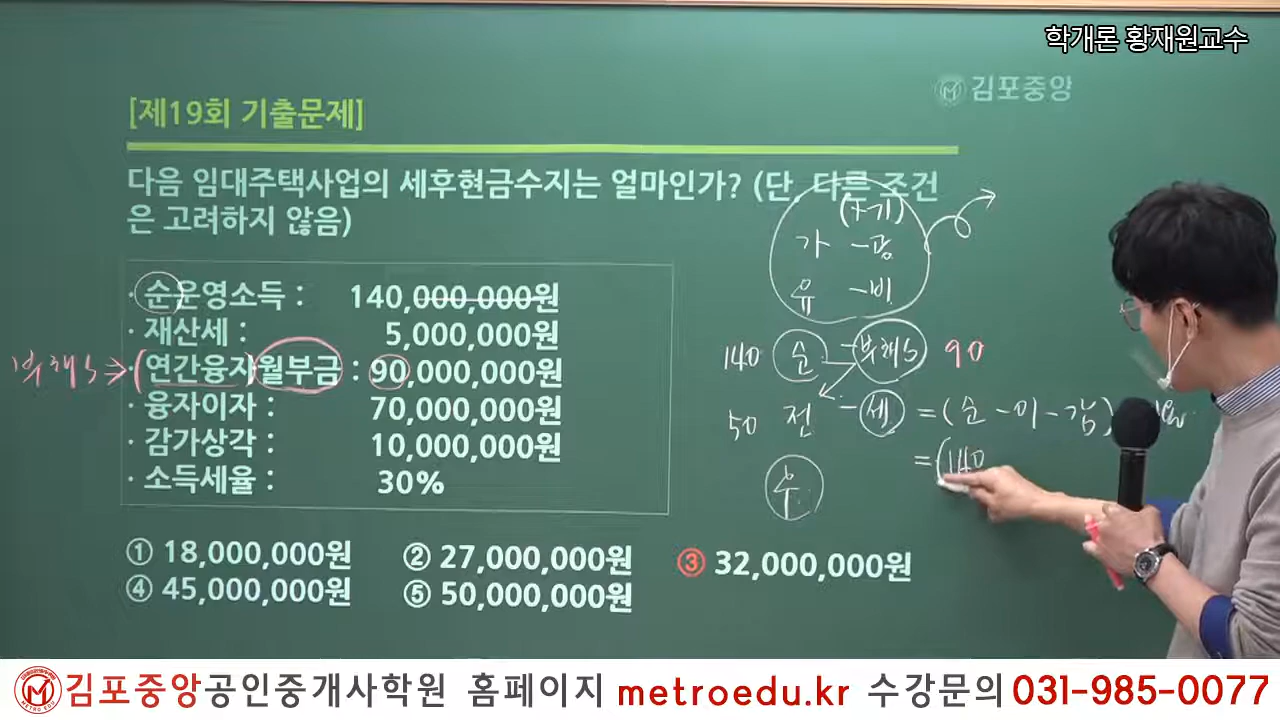 학개론 황재원교수
김포중앙
[제19회 기출문제]
다음 임대주택사업의 세후현금수지는 얼마인가? (단, 다른 조건
은 고려하지 않음)
· 순운영소득 : 140,000,000원
· 재산세 : 5,000,000원
· 연간융자월부금 : 90,000,000원
· 융자이자 : 70,000,000원
· 감가상각 : 10,000,000원
· 소득세율 : 30%
부채S ⇒ (
(+기)
가 - 공
유 - 비
140 순 - 부채S 90
50 전 - 세 = (순 - 이 - 감)
= (140
후
① 18,000,000원 ② 27,000,000원 ③ 32,000,000원
④ 45,000,000원 ⑤ 50,000,000원
김포중앙공인중개사학원 홈페이지 metroedu.kr 수강문의 031-985-0077